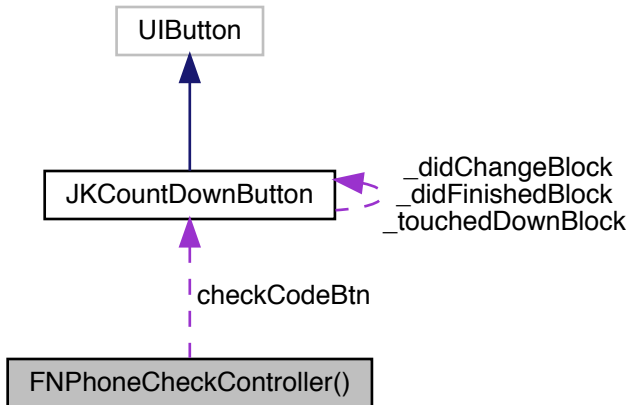 UIButton
JKCountDownButton
_didChangeBlock
_didFinishedBlock
_touchedDownBlock
checkCodeBtn
FNPhoneCheckController()